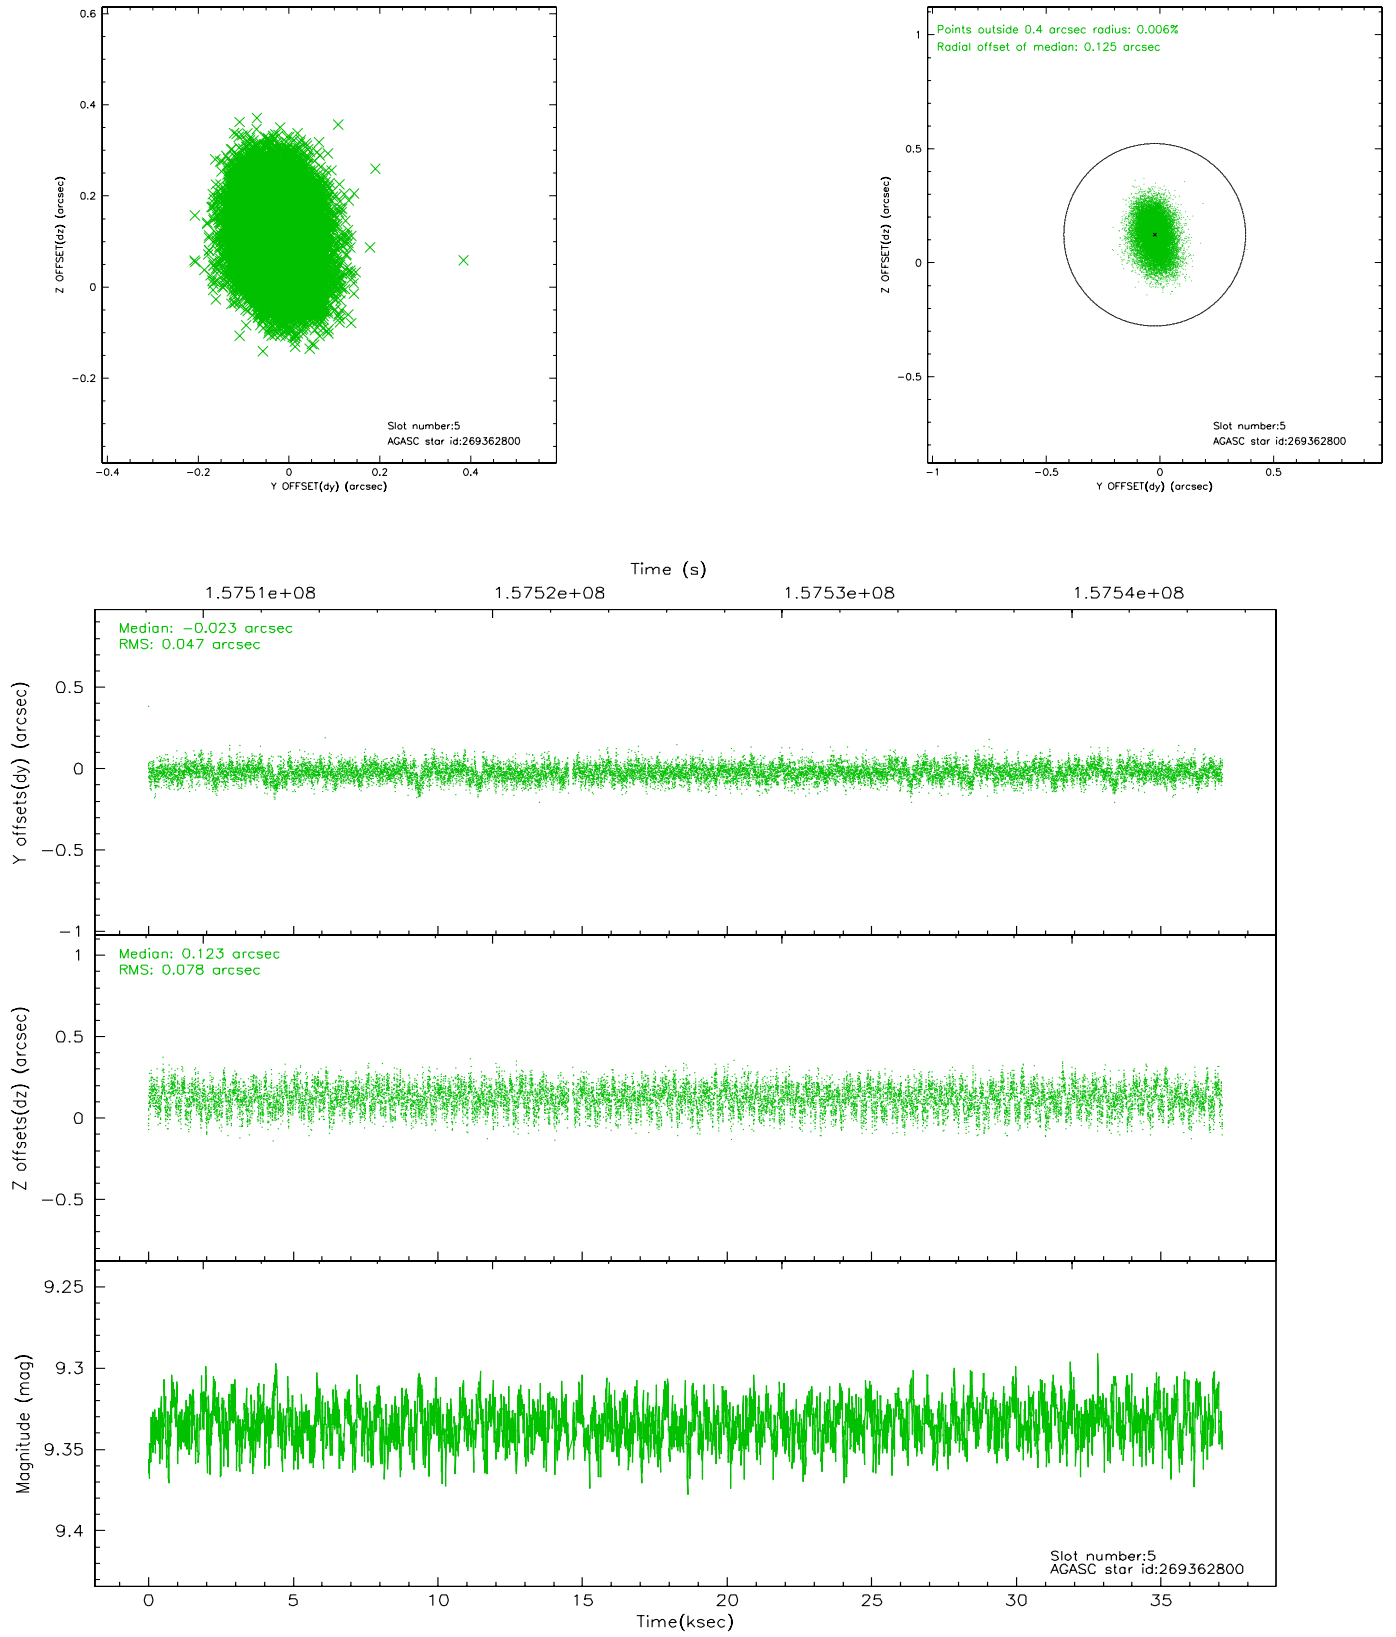 0.6
0.4
0.2
0
−0.2
Z OFFSET(dz) (arcsec)
Slot number:5
AGASC star id:269362800
−0.4 −0.2 0 0.2 0.4
Y OFFSET(dy) (arcsec)
Points outside 0.4 arcsec radius: 0.006%
Radial offset of median: 0.125 arcsec
1
0.5
0
−0.5
Z OFFSET(dz) (arcsec)
Slot number:5
AGASC star id:269362800
−1 −0.5 0 0.5
Y OFFSET(dy) (arcsec)
Time (s)
1.5751e+08 1.5752e+08 1.5753e+08 1.5754e+08
Median: −0.023 arcsec
RMS: 0.047 arcsec
0.5
0
−0.5
−1
Y offsets(dy) (arcsec)
Median: 0.123 arcsec
RMS: 0.078 arcsec
1
0.5
0
−0.5
Z offsets(dz) (arcsec)
9.25
9.3
9.35
9.4
Magnitude (mag)
Slot number:5
AGASC star id:269362800
0 5 10 15 20 25 30 35
Time(ksec)